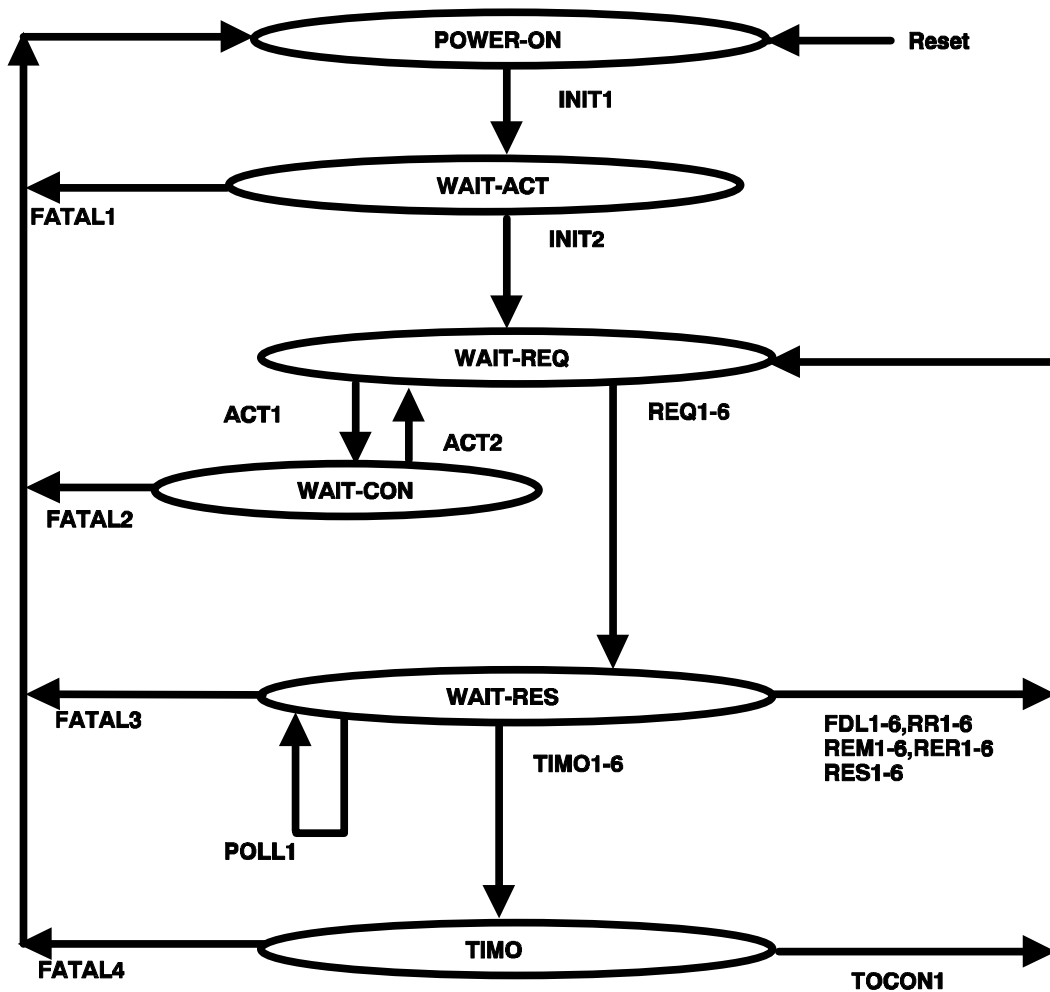 POWER-ON
Reset
INIT1
WAIT-ACT
FATAL1
INIT2
WAIT-REQ
ACT1
ACT2
REQ1-6
WAIT-CON
FATAL2
WAIT-RES
FATAL3
FDL1-6,RR1-6
REM1-6,RER1-6
RES1-6
TIMO1-6
POLL1
TIMO
FATAL4
TOCON1